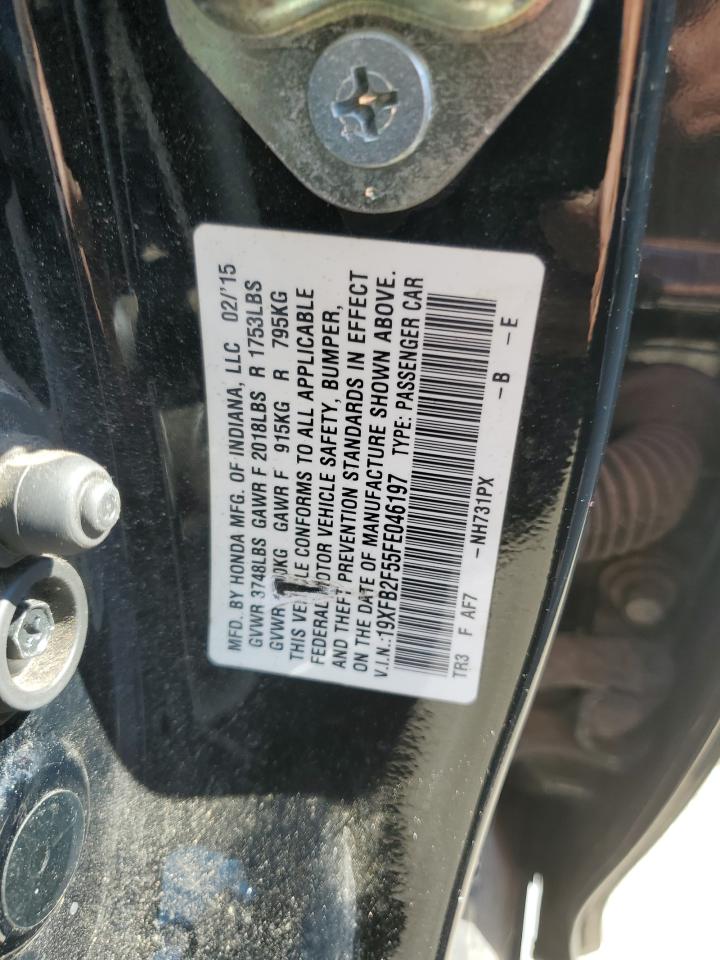 MFD. BY HONDA MFG. OF INDIANA, LLC 02/'15
GVWR 3748LBS GAWR F 2018LBS R 1753LBS
GVWR GAWR F 915KG R 795KG
THIS VEHICLE CONFORMS TO ALL APPLICABLE
FEDERAL MOTOR VEHICLE SAFETY, BUMPER,
AND THEFT PREVENTION STANDARDS IN EFFECT
ON THE DATE OF MANUFACTURE SHOWN ABOVE.
V.I.N.:19XFB2F55FE046197 TYPE: PASSENGER CAR
TR3 F AF7 -NH731PX -B -E